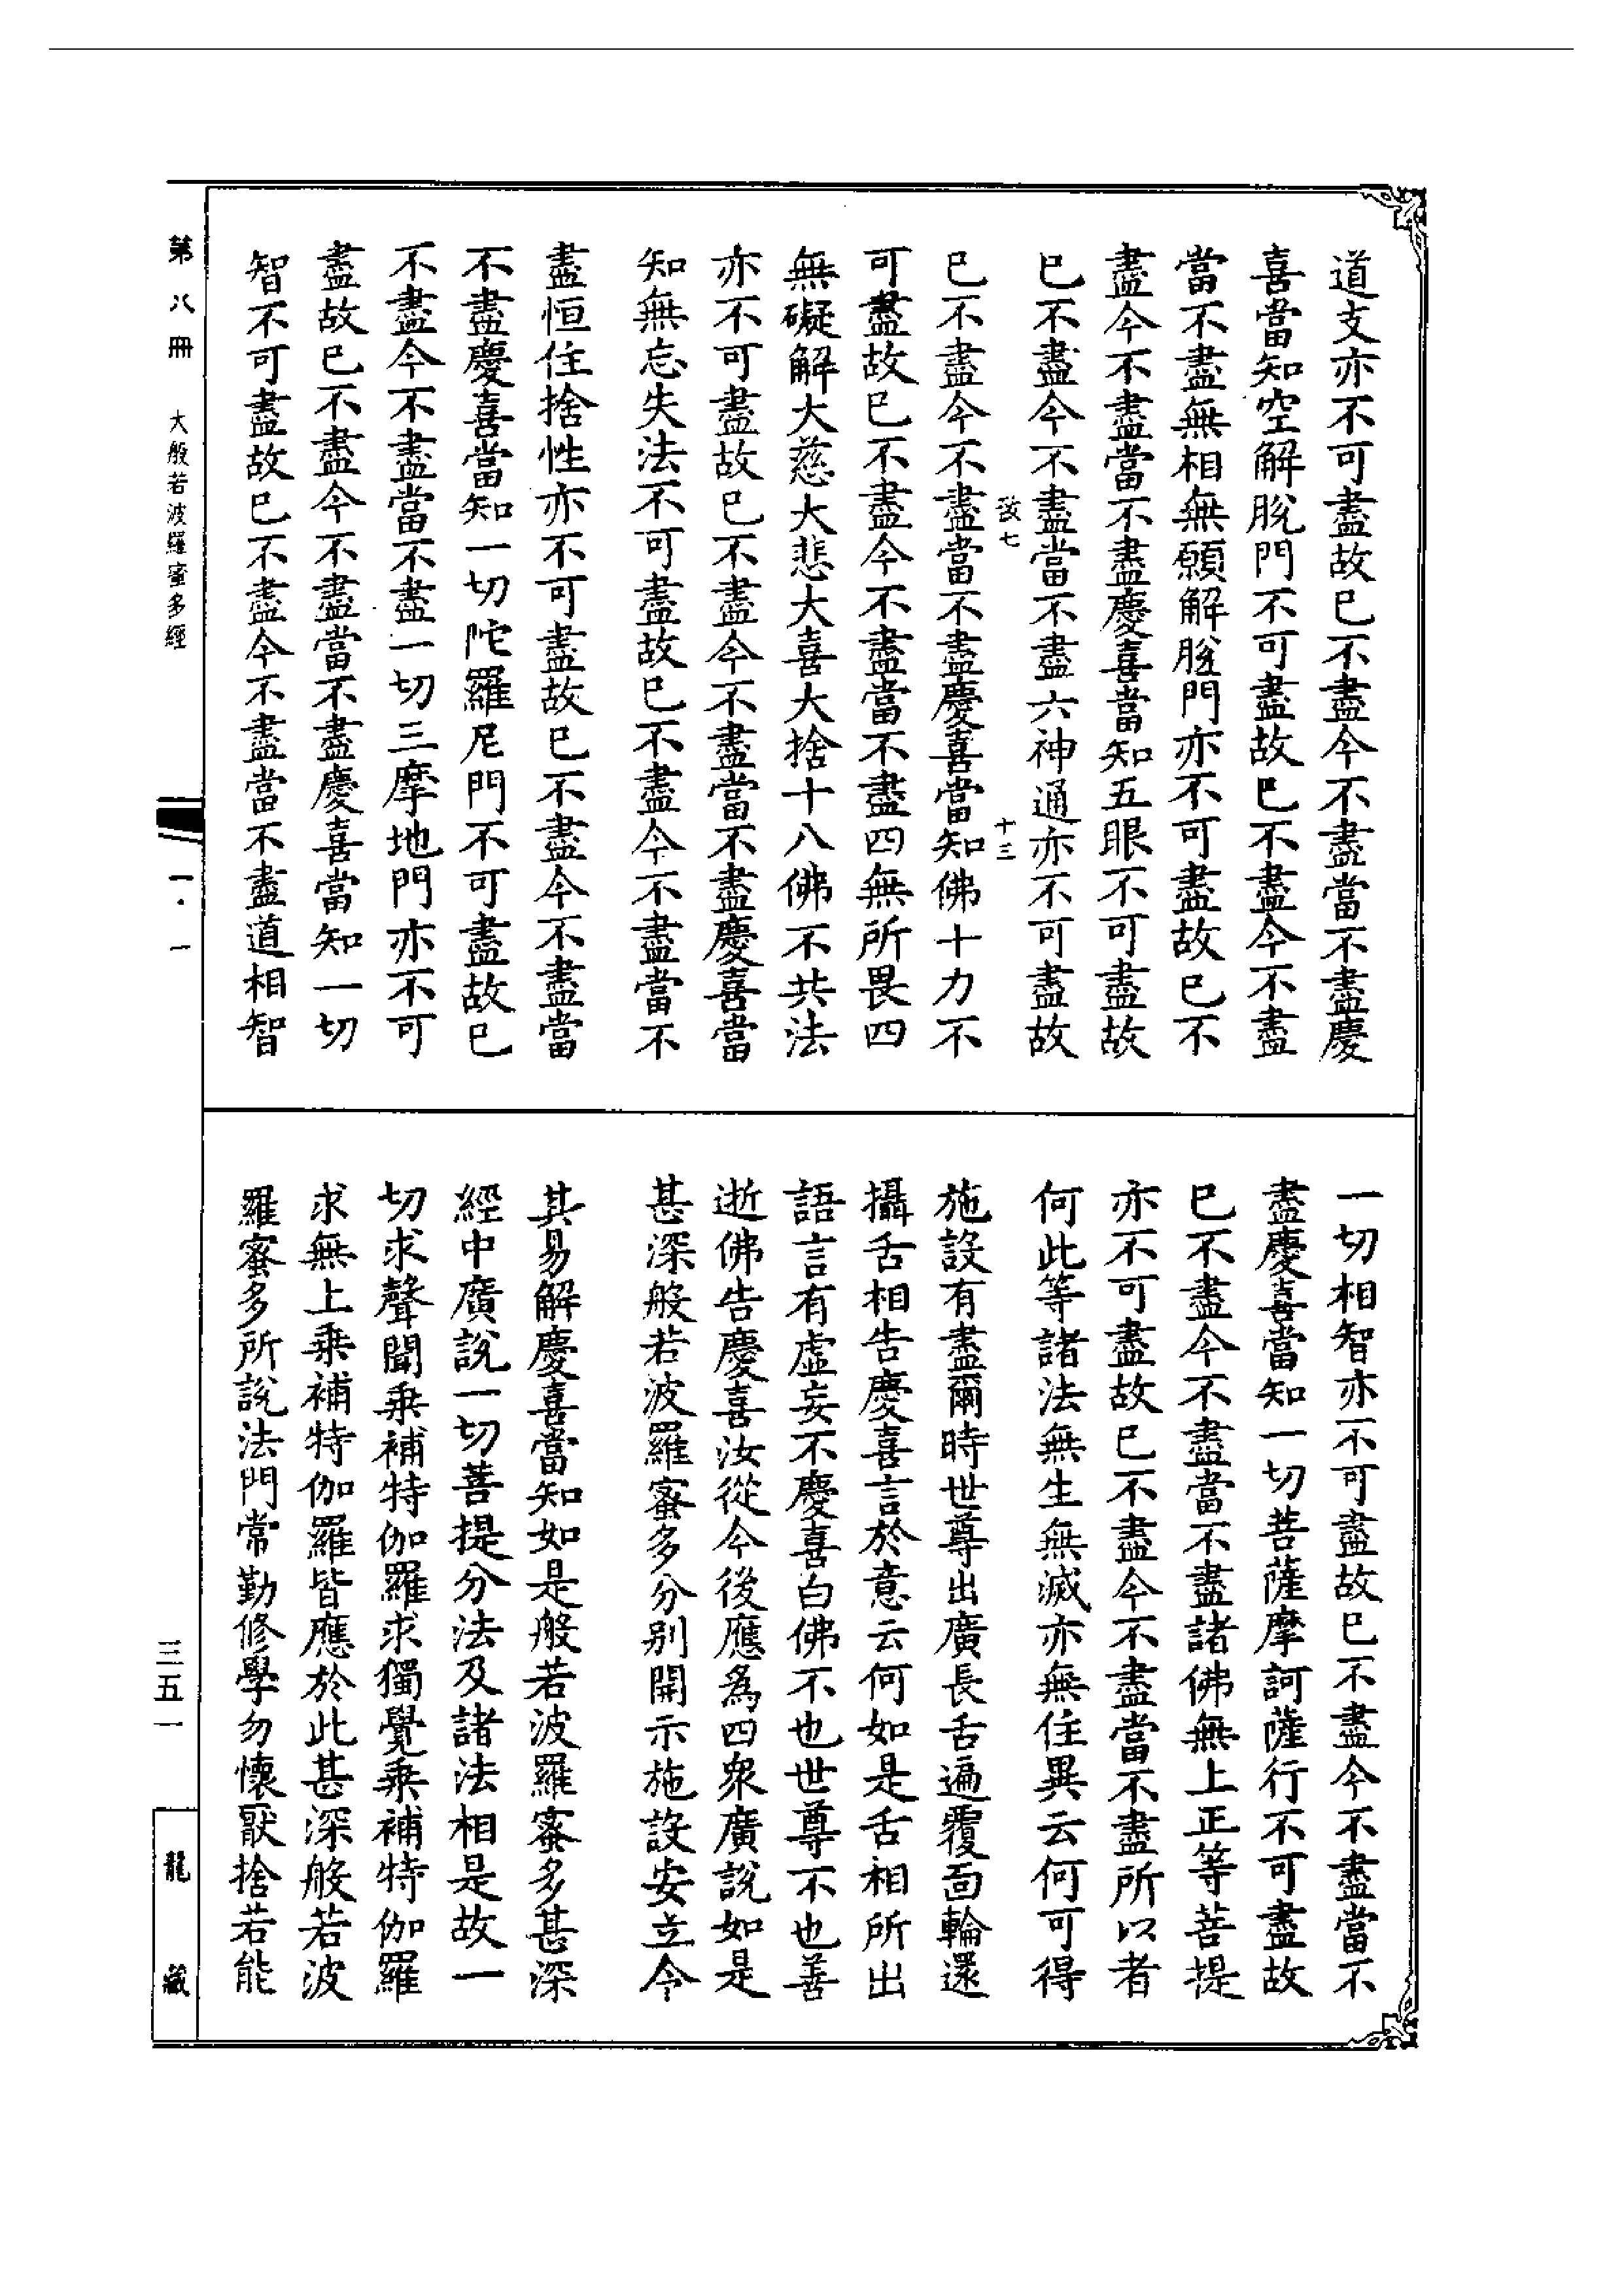 道支亦不可盡故已不盡今不盡當不盡慶
喜當知空解脫門不可盡故已不盡今不盡
當不盡無相無願解脫門亦不可盡故已不
盡今不盡當不盡慶喜當知五眼不可盡故
已不盡今不盡當不盡六神通亦不可盡故
十三
已不盡今不盡當不盡慶喜當知佛十力不
可盡故已不盡今不盡當不盡四無所畏四
無礙解大慈大悲大喜大捨十八佛不共法
亦不可盡故已不盡今不盡當不盡慶喜當
知無忘失法不可盡故已不盡今不盡當不
盡恒住捨性亦不可盡故已不盡今不盡當
不盡慶喜當知一切陀羅尼門不可盡故已
不盡今不盡當不盡一切三摩地門亦不可
盡故已不盡今不盡當不盡慶喜當知一切
智不可盡故已不盡今不盡當不盡道相智
一切相智亦不可盡故已不盡今不盡當不
盡慶喜當知一切菩薩摩訶薩行不可盡故
已不盡今不盡當不盡諸佛無上正等菩提
亦不可盡故已不盡今不盡當不盡所以者
何此等諸法無生無滅亦無住異云何可得
施設有盡爾時世尊出廣長舌遍覆面輪還
攝舌相告慶喜言於意云何如是舌相所出
語言有虛妄不慶喜白佛不也世尊不也善
逝佛告慶喜汝從今後應為四眾廣說如是
甚深般若波羅蜜多分別開示施設安立令
其易解慶喜當知如是般若波羅蜜多甚深
經中廣說一切菩提分法及諸法相是故一
切求聲聞乘補特伽羅求獨覺乘補特伽羅
求無上乘補特伽羅皆應於此甚深般若波
羅蜜多所說法門常勤修學勿懷厭捨若能
第八冊 大般若波羅蜜多經
一·一
三五一
龍藏